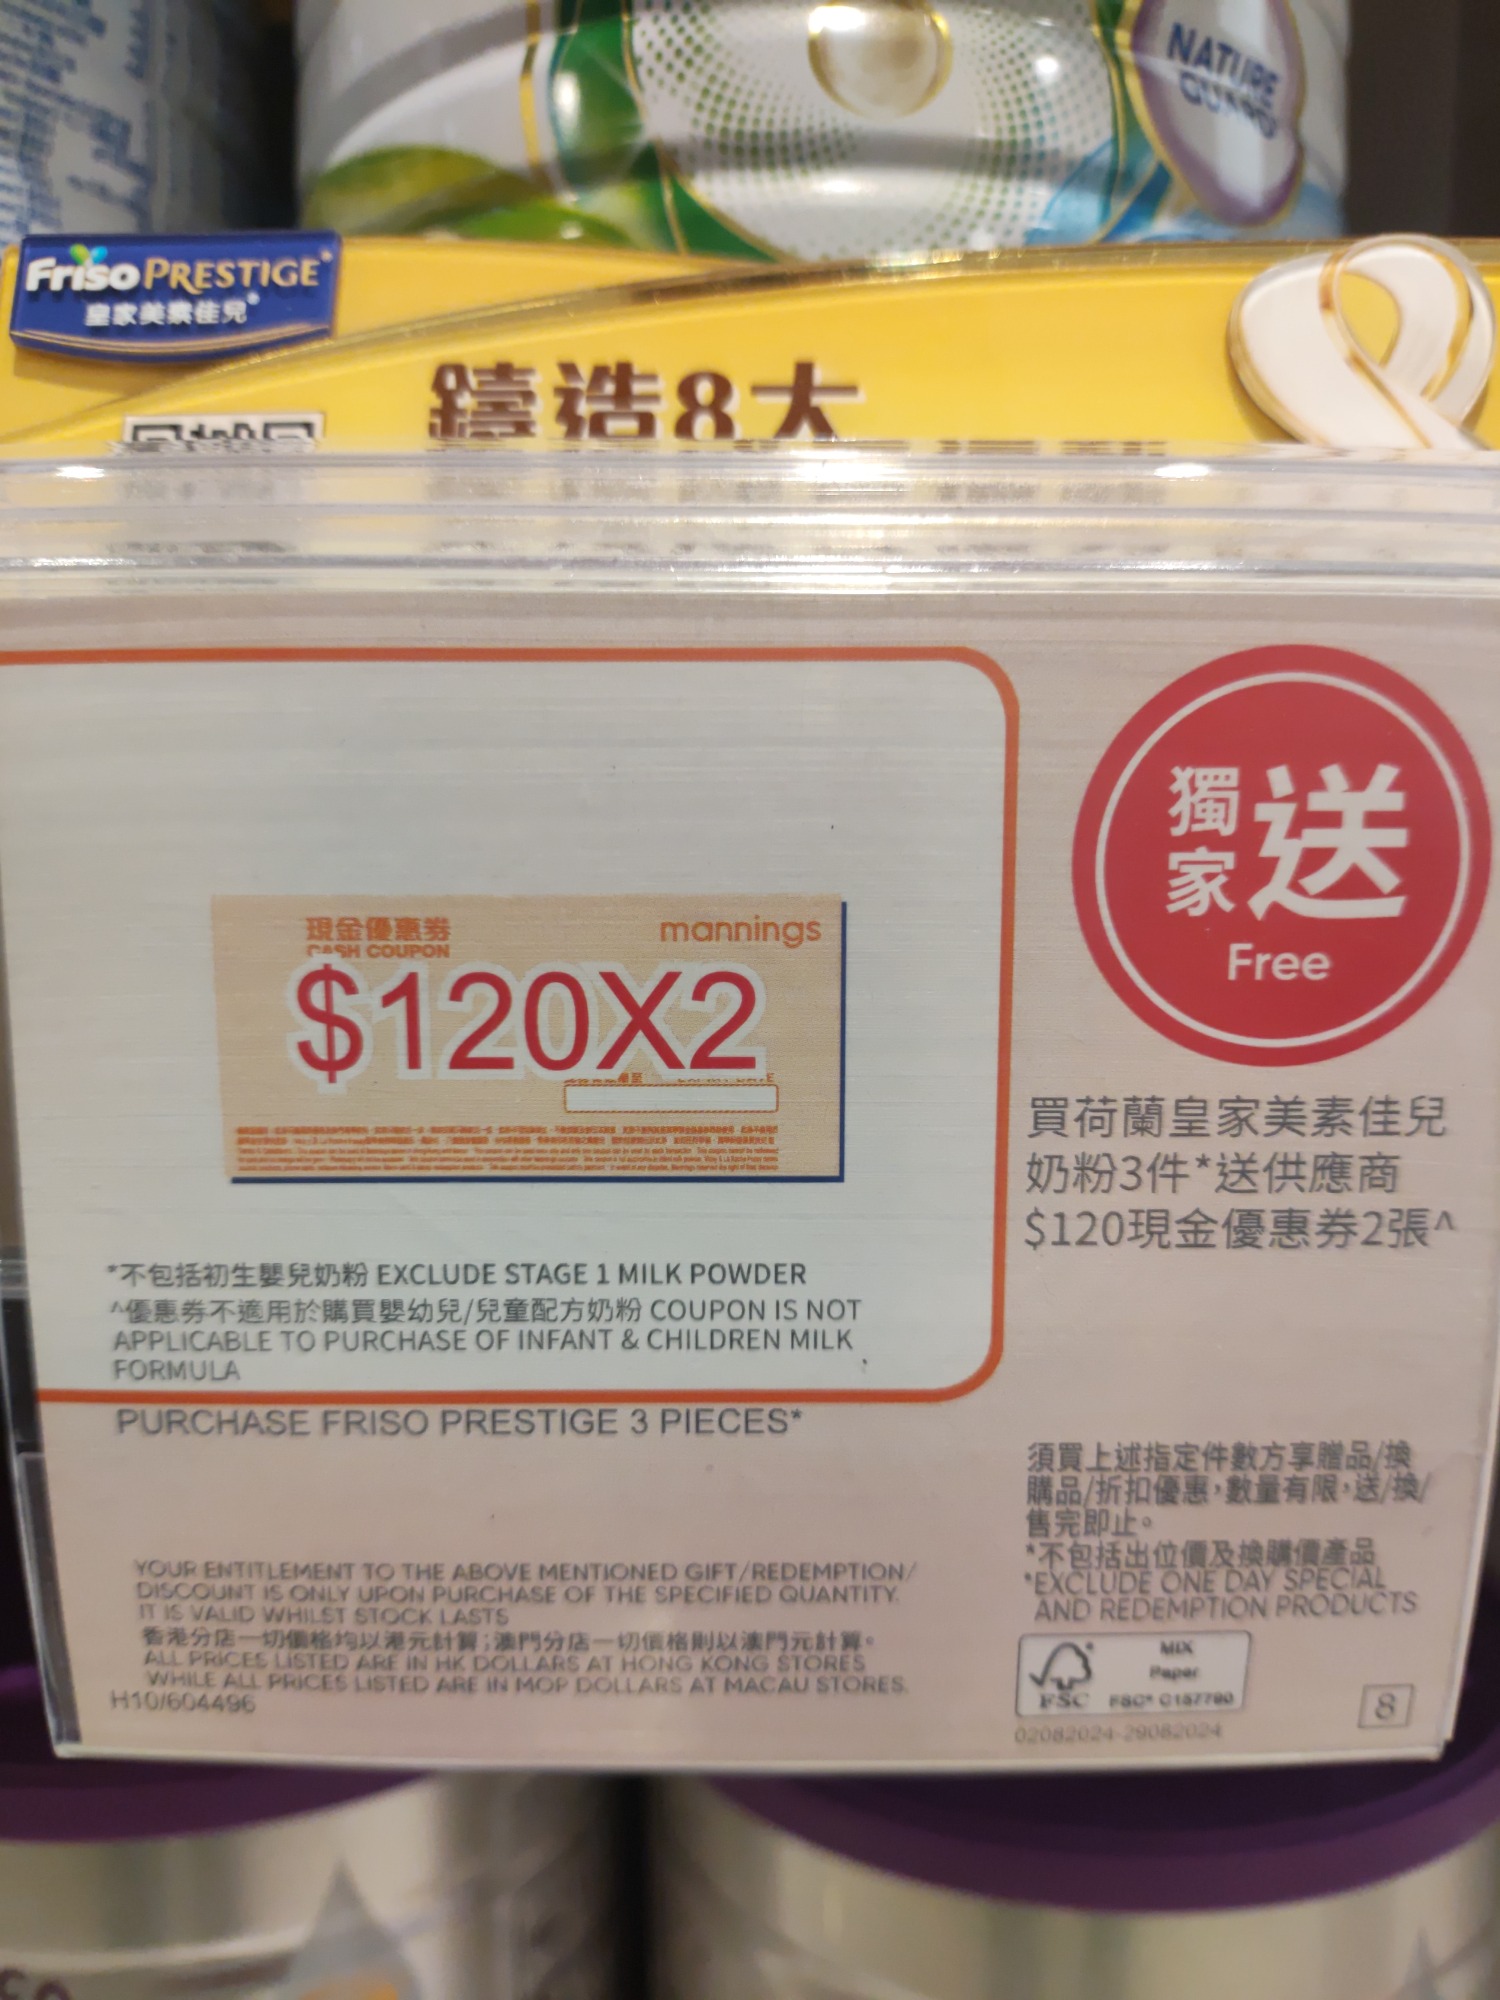 NATURE
GUARD
Friso PRESTIGE
皇家美素佳兒
鑄造8大
現金優惠券
mannings
CASH COUPON
$120X2
獨家送
Free
買荷蘭皇家美素佳兒
奶粉3件*送供應商
$120現金優惠券2張^
*不包括初生嬰兒奶粉 EXCLUDE STAGE 1 MILK POWDER
^優惠券不適用於購買嬰幼兒/兒童配方奶粉 COUPON IS NOT
APPLICABLE TO PURCHASE OF INFANT & CHILDREN MILK
FORMULA
PURCHASE FRISO PRESTIGE 3 PIECES*
須買上述指定件數方享贈品/換
購品/折扣優惠,數量有限,送/換/
售完即止。
*不包括出位價及換購價產品
*EXCLUDE ONE DAY SPECIAL
AND REDEMPTION PRODUCTS
YOUR ENTITLEMENT TO THE ABOVE MENTIONED GIFT/REDEMPTION/
DISCOUNT IS ONLY UPON PURCHASE OF THE SPECIFIED QUANTITY.
IT IS VALID WHILST STOCK LASTS
香港分店一切價格均以港元計算;澳門分店一切價格則以澳門元計算。
ALL PRICES LISTED ARE IN HK DOLLARS AT HONG KONG STORES
WHILE ALL PRICES LISTED ARE IN MOP DOLLARS AT MACAU STORES.
H10/604496
MIX
Paper
FSC
FSC® C157790
8
02082024-29082024